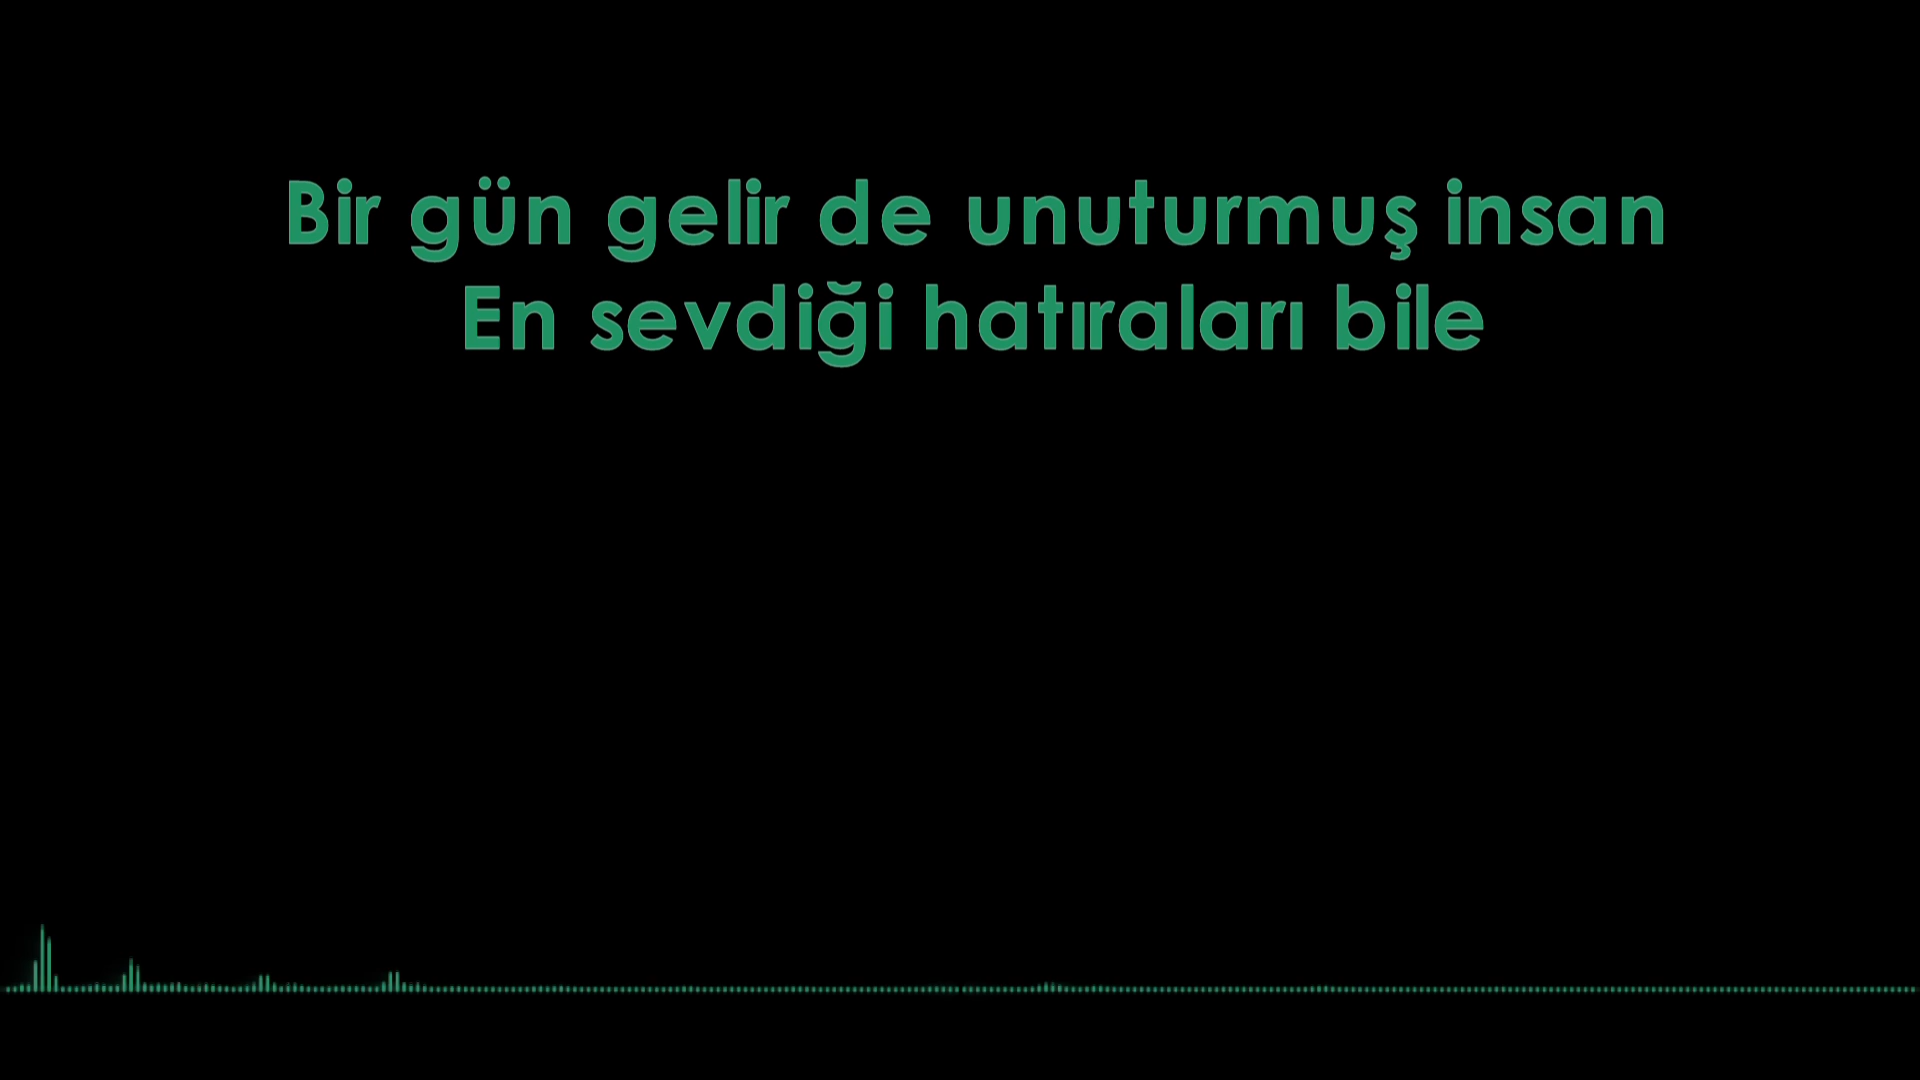 Bir gün gelir de unuturmuş insan
En sevdiği hatıraları bile